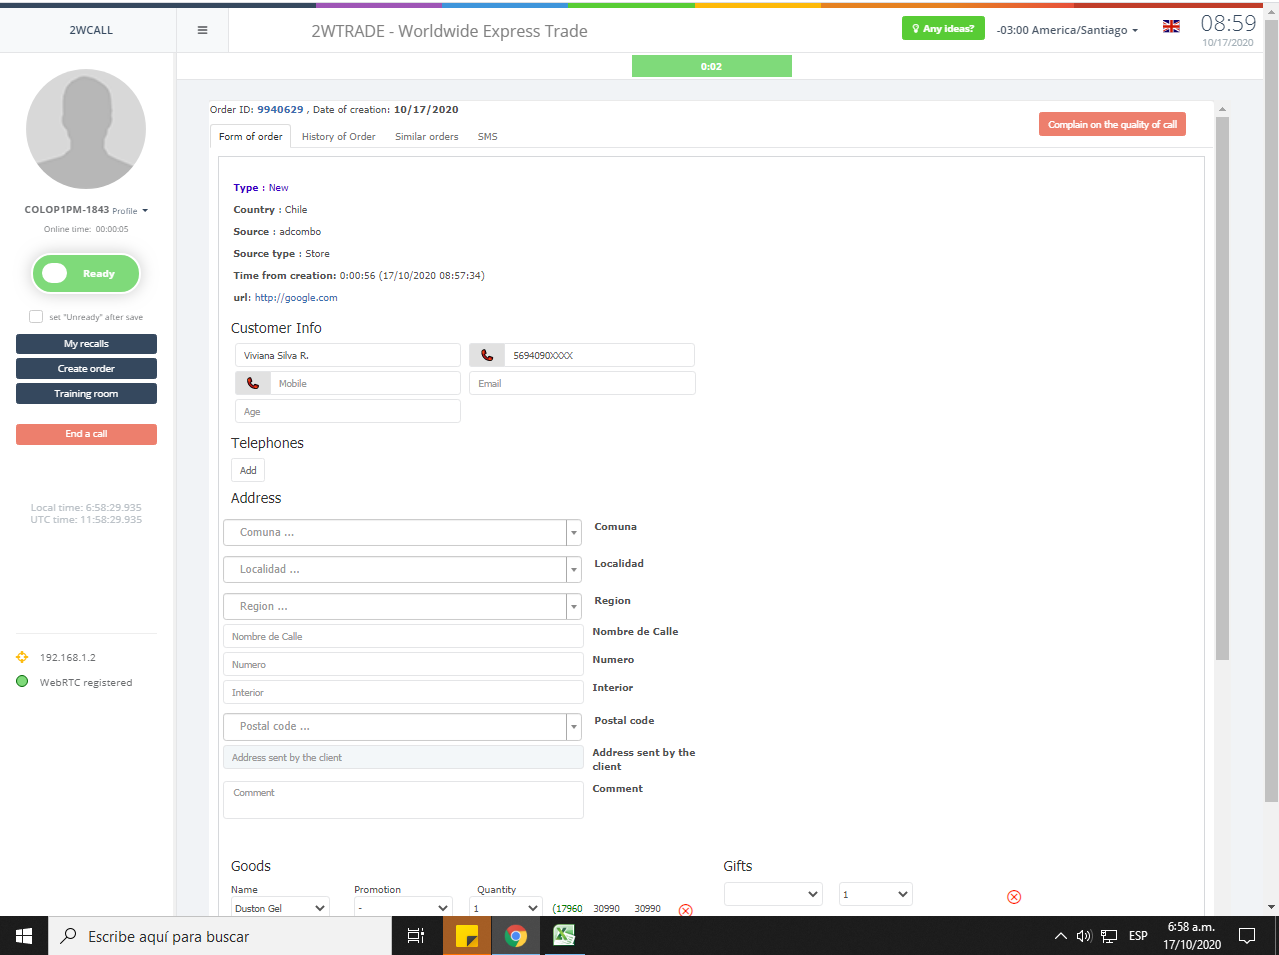 2WCALL
2WTRADE - Worldwide Express Trade
Any ideas?
-03:00 America/Santiago
08:59
10/17/2020
0:02
COLOP1PM-1843 Profile
Online time: 00:00:05
Ready
set "Unready" after save
My recalls
Create order
Training room
End a call
Local time: 6:58:29.935
UTC time: 11:58:29.935
192.168.1.2
WebRTC registered
Order ID: 9940629 , Date of creation: 10/17/2020
Complain on the quality of call
Form of order History of Order Similar orders SMS
Type : New
Country : Chile
Source : adcombo
Source type : Store
Time from creation: 0:00:56 (17/10/2020 08:57:34)
url: http://google.com
Customer Info
Viviana Silva R. 5694090XXXX
Mobile Email
Age
Telephones
Add
Address
Comuna ... Comuna
Localidad ... Localidad
Region ... Region
Nombre de Calle Nombre de Calle
Numero Numero
Interior Interior
Postal code ... Postal code
Address sent by the client Address sent by the
client
Comment Comment
Goods Gifts
Name Promotion Quantity
Duston Gel - 1 (17960 30990 30990
1
Escribe aquí para buscar
ESP
6:58 a.m.
17/10/2020